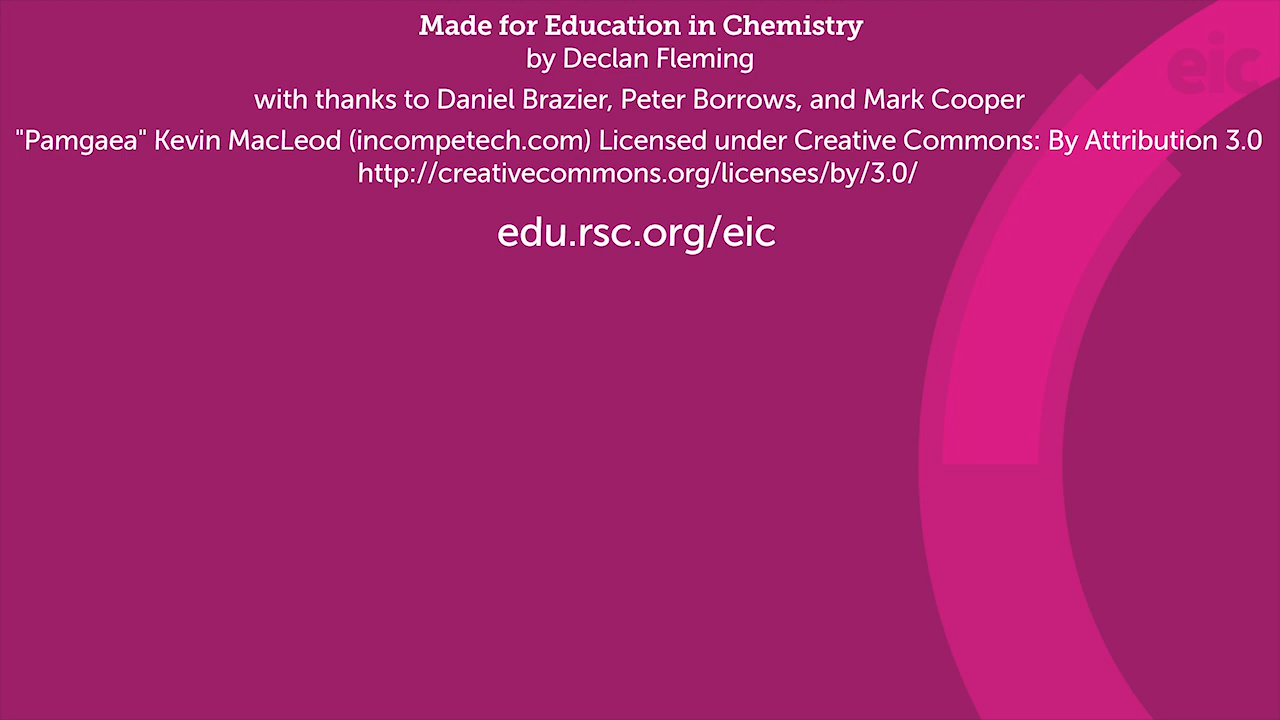 Made for Education in Chemistry
by Declan Fleming
with thanks to Daniel Brazier, Peter Borrows, and Mark Cooper
"Pamgaea" Kevin MacLeod (incompetech.com) Licensed under Creative Commons: By Attribution 3.0
http://creativecommons.org/licenses/by/3.0/
edu.rsc.org/eic
eic